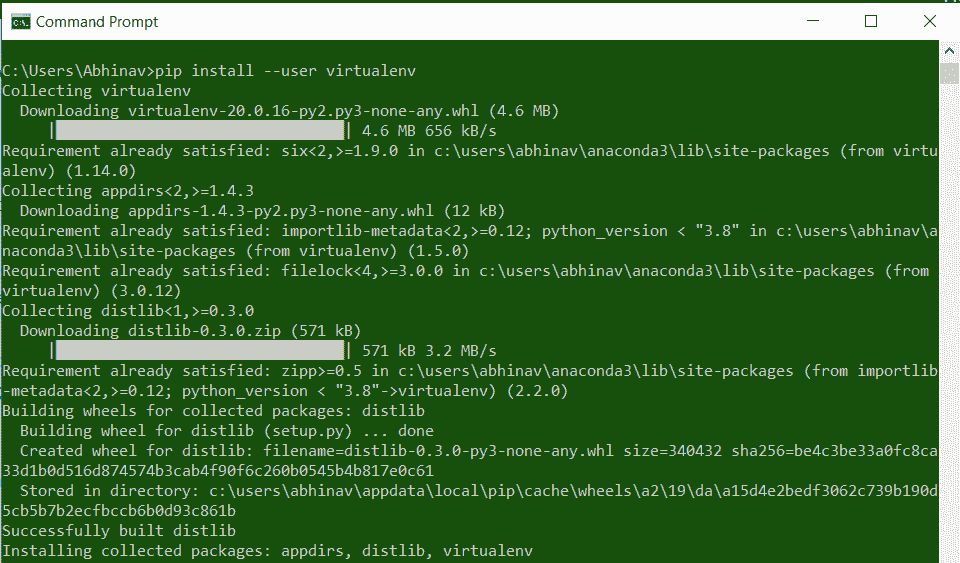 Command Prompt
C:\Users\Abhinav>pip install --user virtualenv
Collecting virtualenv
  Downloading virtualenv-20.0.16-py2.py3-none-any.whl (4.6 MB)
     |████████████████████████████████| 4.6 MB 656 kB/s
Requirement already satisfied: six<2,>=1.9.0 in c:\users\abhinav\anaconda3\lib\site-packages (from virtu
alenv) (1.14.0)
Collecting appdirs<2,>=1.4.3
  Downloading appdirs-1.4.3-py2.py3-none-any.whl (12 kB)
Requirement already satisfied: importlib-metadata<2,>=0.12; python_version < "3.8" in c:\users\abhinav\a
naconda3\lib\site-packages (from virtualenv) (1.5.0)
Requirement already satisfied: filelock<4,>=3.0.0 in c:\users\abhinav\anaconda3\lib\site-packages (from
virtualenv) (3.0.12)
Collecting distlib<1,>=0.3.0
  Downloading distlib-0.3.0.zip (571 kB)
     |████████████████████████████████| 571 kB 3.2 MB/s
Requirement already satisfied: zipp>=0.5 in c:\users\abhinav\anaconda3\lib\site-packages (from importlib
-metadata<2,>=0.12; python_version < "3.8"->virtualenv) (2.2.0)
Building wheels for collected packages: distlib
  Building wheel for distlib (setup.py) ... done
  Created wheel for distlib: filename=distlib-0.3.0-py3-none-any.whl size=340432 sha256=be4c3be33a0fc8ca
33d1b0d516d874574b3cab4f90f6c260b0545b4b817e0c61
  Stored in directory: c:\users\abhinav\appdata\local\pip\cache\wheels\a2\19\da\a15d4e2bedf3062c739b190d
5cb5b7b2ecfbccb6b0d93c861b
Successfully built distlib
Installing collected packages: appdirs, distlib, virtualenv